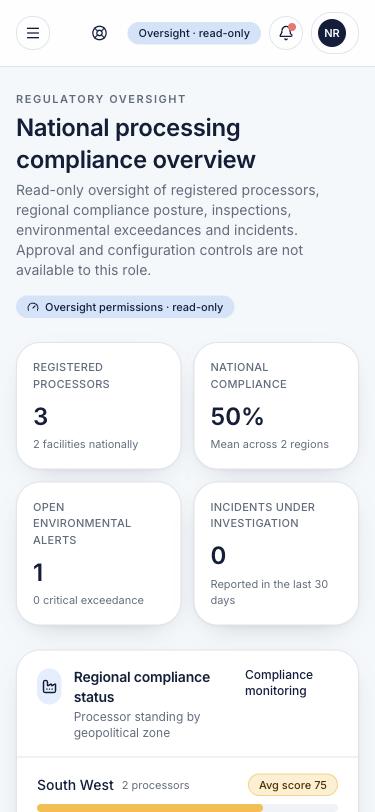 Oversight · read-only
NR
REGULATORY OVERSIGHT
National processing
compliance overview
Read-only oversight of registered processors,
regional compliance posture, inspections,
environmental exceedances and incidents.
Approval and configuration controls are not
available to this role.
Oversight permissions · read-only
REGISTERED
PROCESSORS
3
2 facilities nationally
NATIONAL
COMPLIANCE
50%
Mean across 2 regions
OPEN
ENVIRONMENTAL
ALERTS
1
0 critical exceedance
INCIDENTS UNDER
INVESTIGATION
0
Reported in the last 30
days
Regional compliance
status
Processor standing by
geopolitical zone
Compliance
monitoring
South West 2 processors
Avg score 75